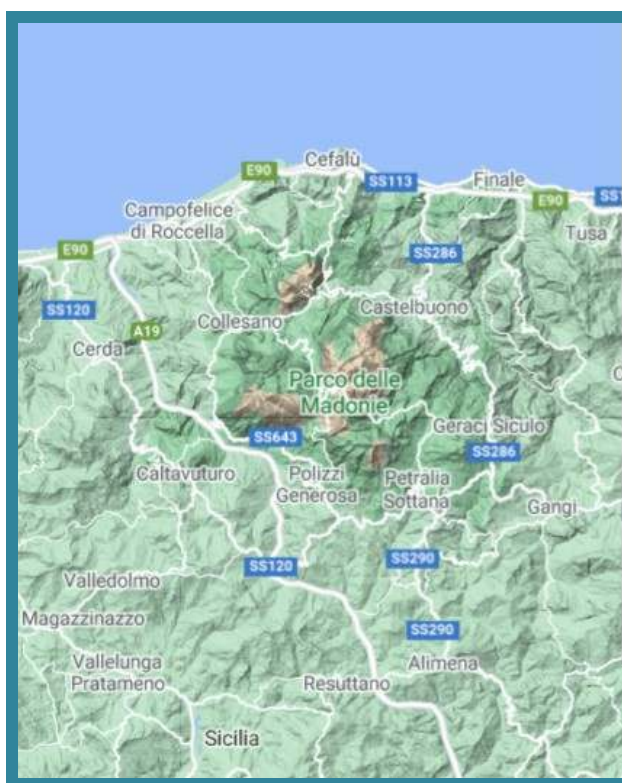 Cefalù
E90
SS113
Finale
E90
Campofelice
di Roccella
Tusa
E90
SS286
SS120
Castelbuono
A19
Collesano
Cerda
Parco delle
Madonie
Geraci Siculo
SS643
SS286
Caltavuturo
Polizzi
Generosa
Petralia
Sottana
Gangi
SS120
SS290
Valledolmo
Magazzinazzo
SS290
Vallelunga
Pratameno
Alimena
Resuttano
Sicilia